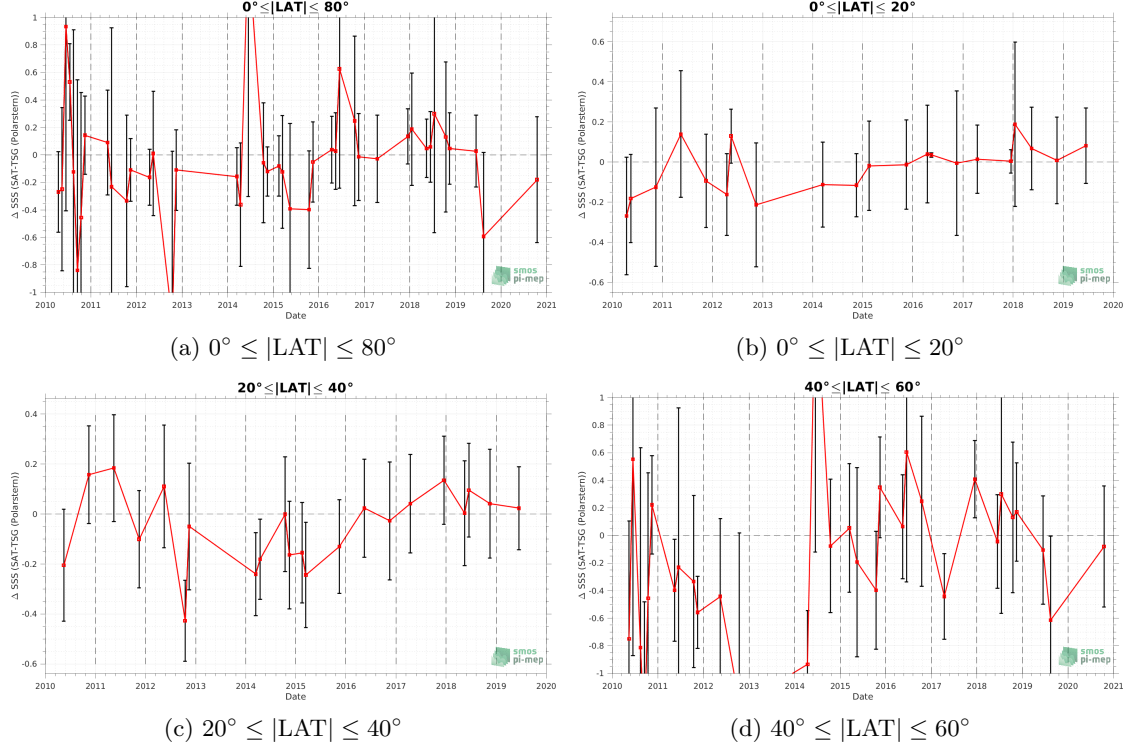 0°≤|LAT|≤ 80°
Δ SSS (SAT-TSG (Polarstern))
1
0.8
0.6
0.4
0.2
0
-0.2
-0.4
-0.6
-0.8
-1
2010 2011 2012 2013 2014 2015 2016 2017 2018 2019 2020 2021
Date
smos
pi-mep
(a) 0° ≤ |LAT| ≤ 80°
0°≤|LAT|≤ 20°
Δ SSS (SAT-TSG (Polarstern))
0.6
0.4
0.2
0
-0.2
-0.4
-0.6
2010 2011 2012 2013 2014 2015 2016 2017 2018 2019 2020
Date
smos
pi-mep
(b) 0° ≤ |LAT| ≤ 20°
20°≤|LAT|≤ 40°
Δ SSS (SAT-TSG (Polarstern))
0.4
0.2
0
-0.2
-0.4
-0.6
2010 2011 2012 2013 2014 2015 2016 2017 2018 2019 2020
Date
smos
pi-mep
(c) 20° ≤ |LAT| ≤ 40°
40°≤|LAT|≤ 60°
Δ SSS (SAT-TSG (Polarstern))
1
0.8
0.6
0.4
0.2
0
-0.2
-0.4
-0.6
-0.8
-1
2010 2011 2012 2013 2014 2015 2016 2017 2018 2019 2020 2021
Date
smos
pi-mep
(d) 40° ≤ |LAT| ≤ 60°